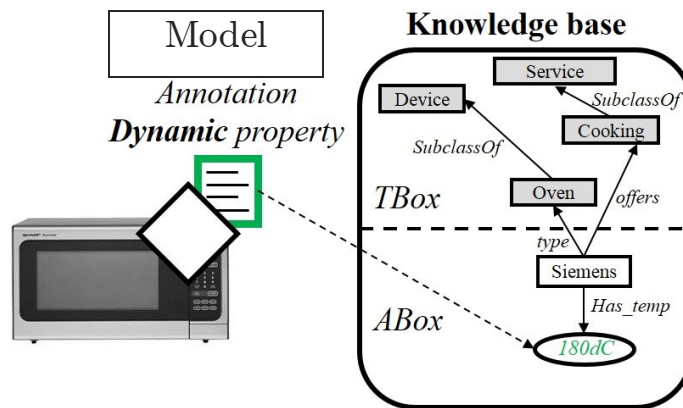 Model
Annotation
Dynamic property
Knowledge base
Service
Device
SubclassOf
Cooking
SubclassOf
TBox
Oven
offers
type
Siemens
Has_temp
ABox
180dC
SHARP